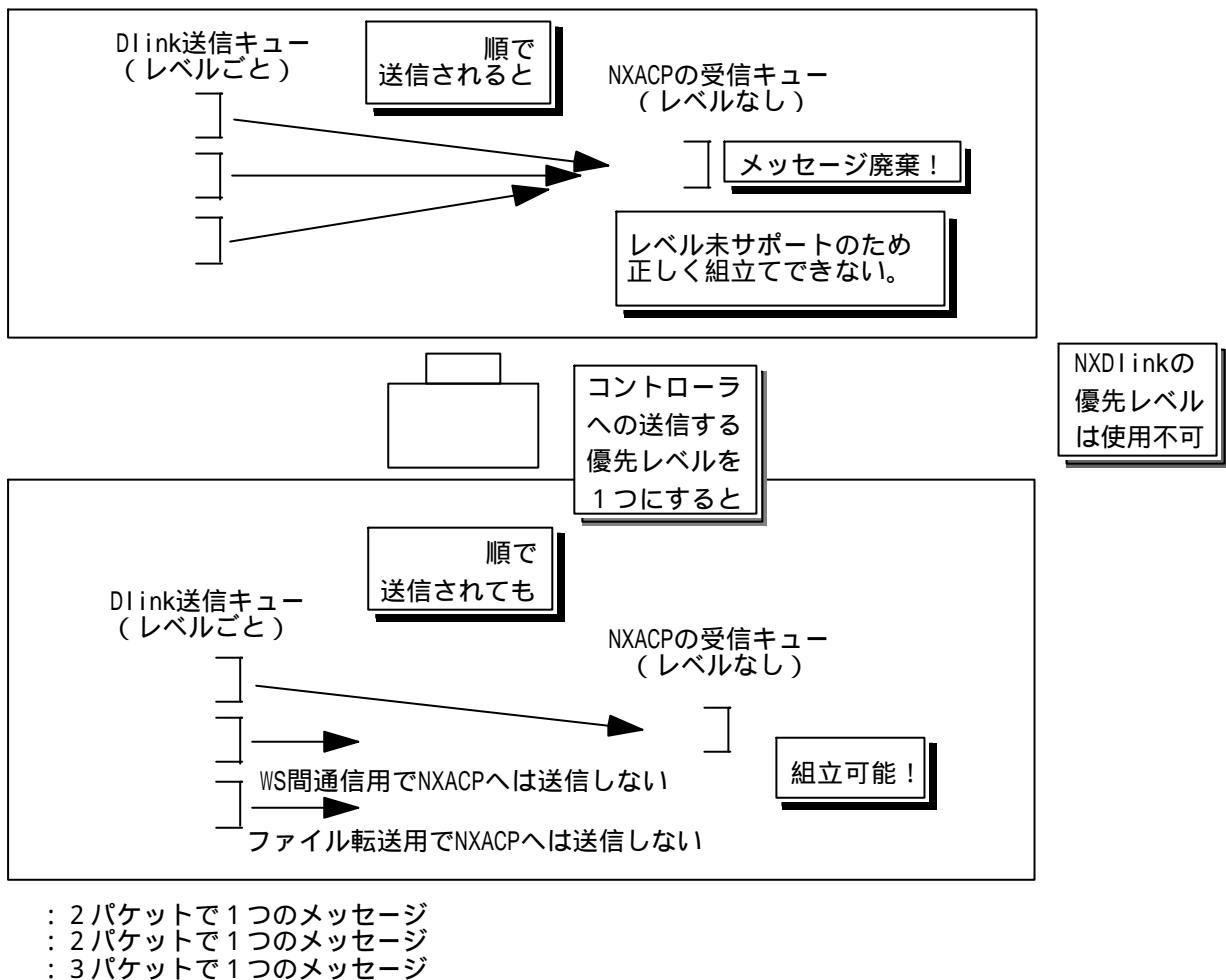 Dlink送信キュー
（レベルごと）
順で
送信されると
NXACPの受信キュー
（レベルなし）
メッセージ廃棄！
レベル未サポートのため
正しく組立てできない。
コントローラ
への送信する
優先レベルを
１つにすると
NXDlinkの
優先レベル
は使用不可
順で
送信されても
Dlink送信キュー
（レベルごと）
NXACPの受信キュー
（レベルなし）
WS間通信用でNXACPへは送信しない
組立可能！
ファイル転送用でNXACPへは送信しない
：２パケットで１つのメッセージ
：２パケットで１つのメッセージ
：３パケットで１つのメッセージ